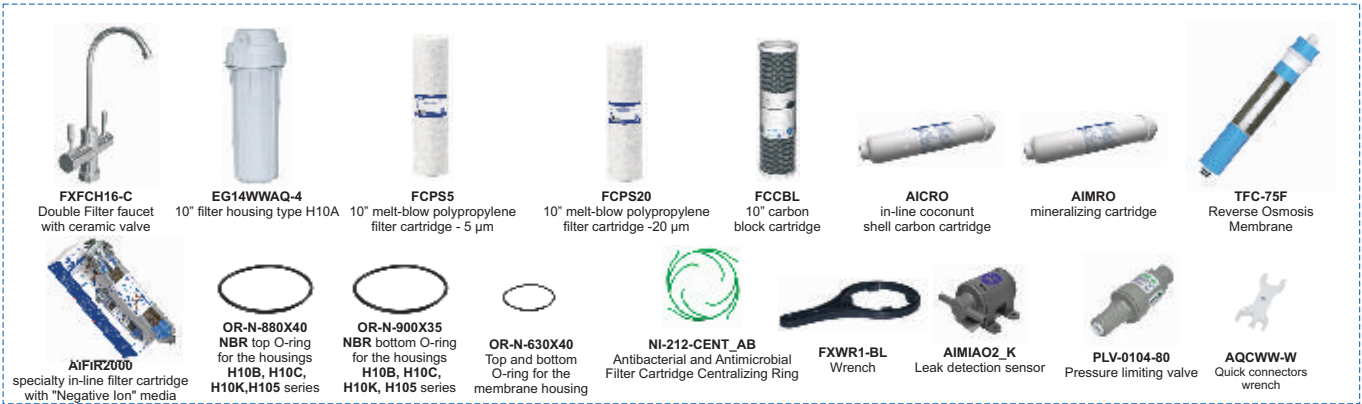 FXFCH16-C
Double Filter faucet
with ceramic valve
EG14WWAQ-4
10" filter housing type H10A
FCPS5
10" melt-blow polypropylene
filter cartridge - 5 µm
FCPS20
10" melt-blow polypropylene
filter cartridge -20 µm
FCCBL
10" carbon
block cartridge
AICRO
in-line coconunt
shell carbon cartridge
AIMRO
mineralizing cartridge
TFC-75F
Reverse Osmosis
Membrane
AIFIR2000
specialty in-line filter cartridge
with "Negative Ion" media
OR-N-880X40
NBR top O-ring
for the housings
H10B, H10C,
H10K,H105 series
OR-N-900X35
NBR bottom O-ring
for the housings
H10B, H10C,
H10K, H105 series
OR-N-630X40
Top and bottom
O-ring for the
membrane housing
NI-212-CENT_AB
Antibacterial and Antimicrobial
Filter Cartridge Centralizing Ring
FXWR1-BL
Wrench
AIMIAO2_K
Leak detection sensor
PLV-0104-80
Pressure limiting valve
AQCWW-W
Quick connectors
wrench